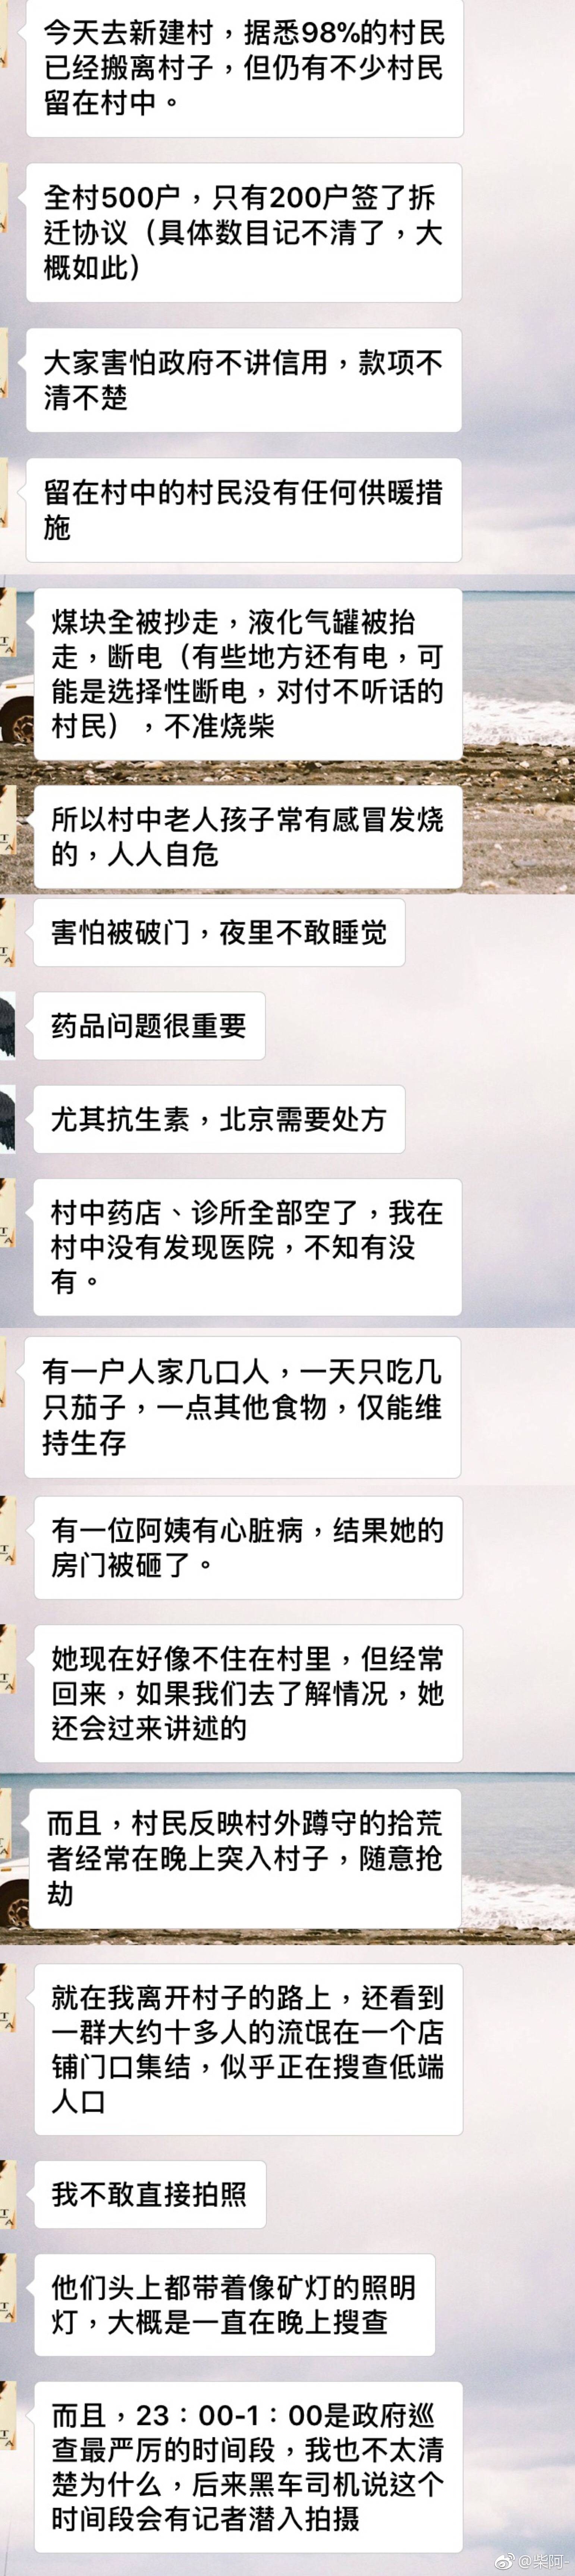 今天去新建村，据悉98%的村民
已经搬离村子，但仍有不少村民
留在村中。
全村500户，只有200户签了拆
迁协议（具体数目记不清了，大
概如此）
大家害怕政府不讲信用，款项不
清不楚
留在村中的村民没有任何供暖措
施
煤块全被抄走，液化气罐被抬
走，断电（有些地方还有电，可
能是选择性断电，对付不听话的
村民），不准烧柴
所以村中老人孩子常有感冒发烧
的，人人自危
害怕被破门，夜里不敢睡觉
药品问题很重要
尤其抗生素，北京需要处方
村中药店、诊所全部空了，我在
村中没有发现医院，不知有没
有。
有一户人家几口人，一天只吃几
只茄子，一点其他食物，仅能维
持生存
有一位阿姨有心脏病，结果她的
房门被砸了。
她现在好像不住在村里，但经常
回来，如果我们去了解情况，她
还会过来讲述的
而且，村民反映村外蹲守的拾荒
者经常在晚上突入村子，随意抢
劫
就在我离开村子的路上，还看到
一群大约十多人的流氓在一个店
铺门口集结，似乎正在搜查低端
人口
我不敢直接拍照
他们头上都带着像矿灯的照明
灯，大概是一直在晚上搜查
而且，23：00-1：00是政府巡
查最严厉的时间段，我也不太清
楚为什么，后来黑车司机说这个
时间段会有记者潜入拍摄
@柴阿-